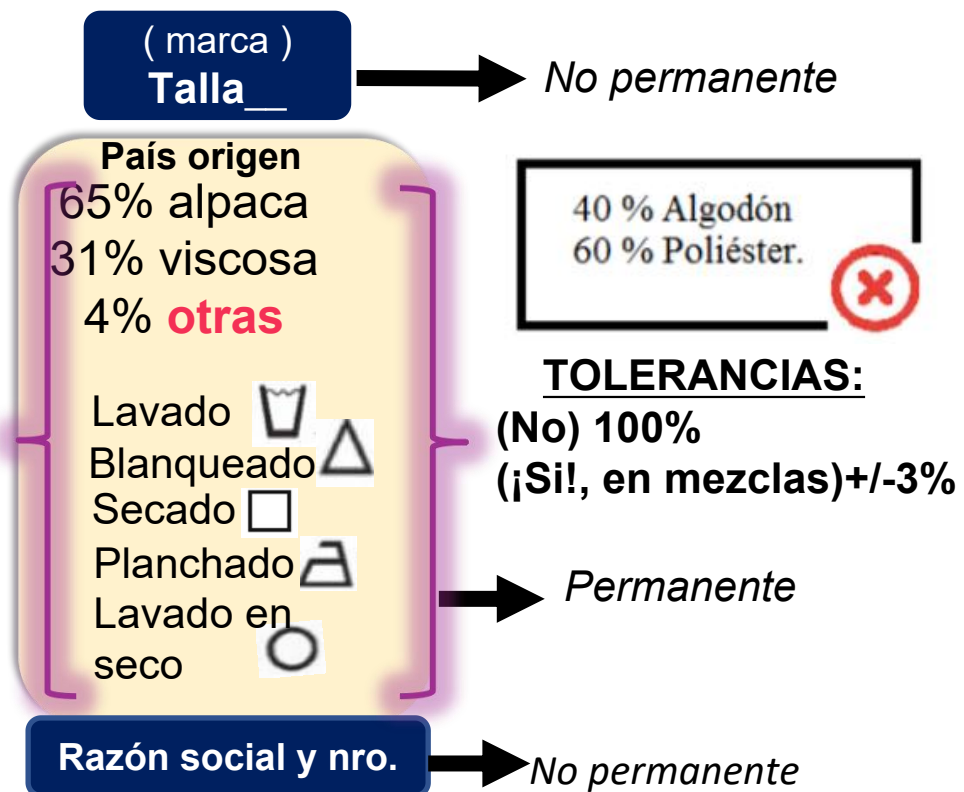 ( marca )
Talla__
No permanente
País origen
65% alpaca
31% viscosa
4% otras
40 % Algodón
60 % Poliéster.
TOLERANCIAS:
(No) 100%
(¡Si!, en mezclas)+/-3%
Lavado
Blanqueado
Secado
Planchado
Lavado en
seco
Permanente
Razón social y nro.
No permanente